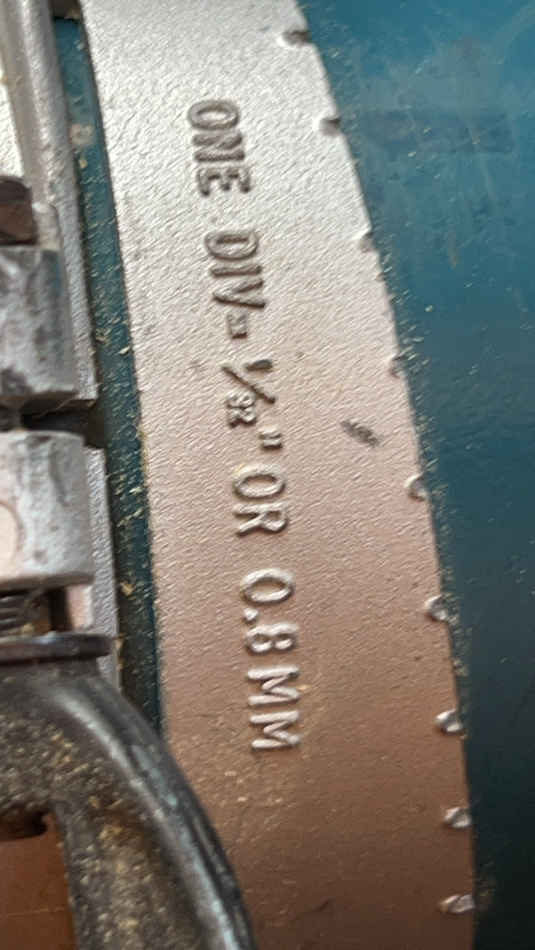 ONE DIV= 1/32" OR 0.8 MM